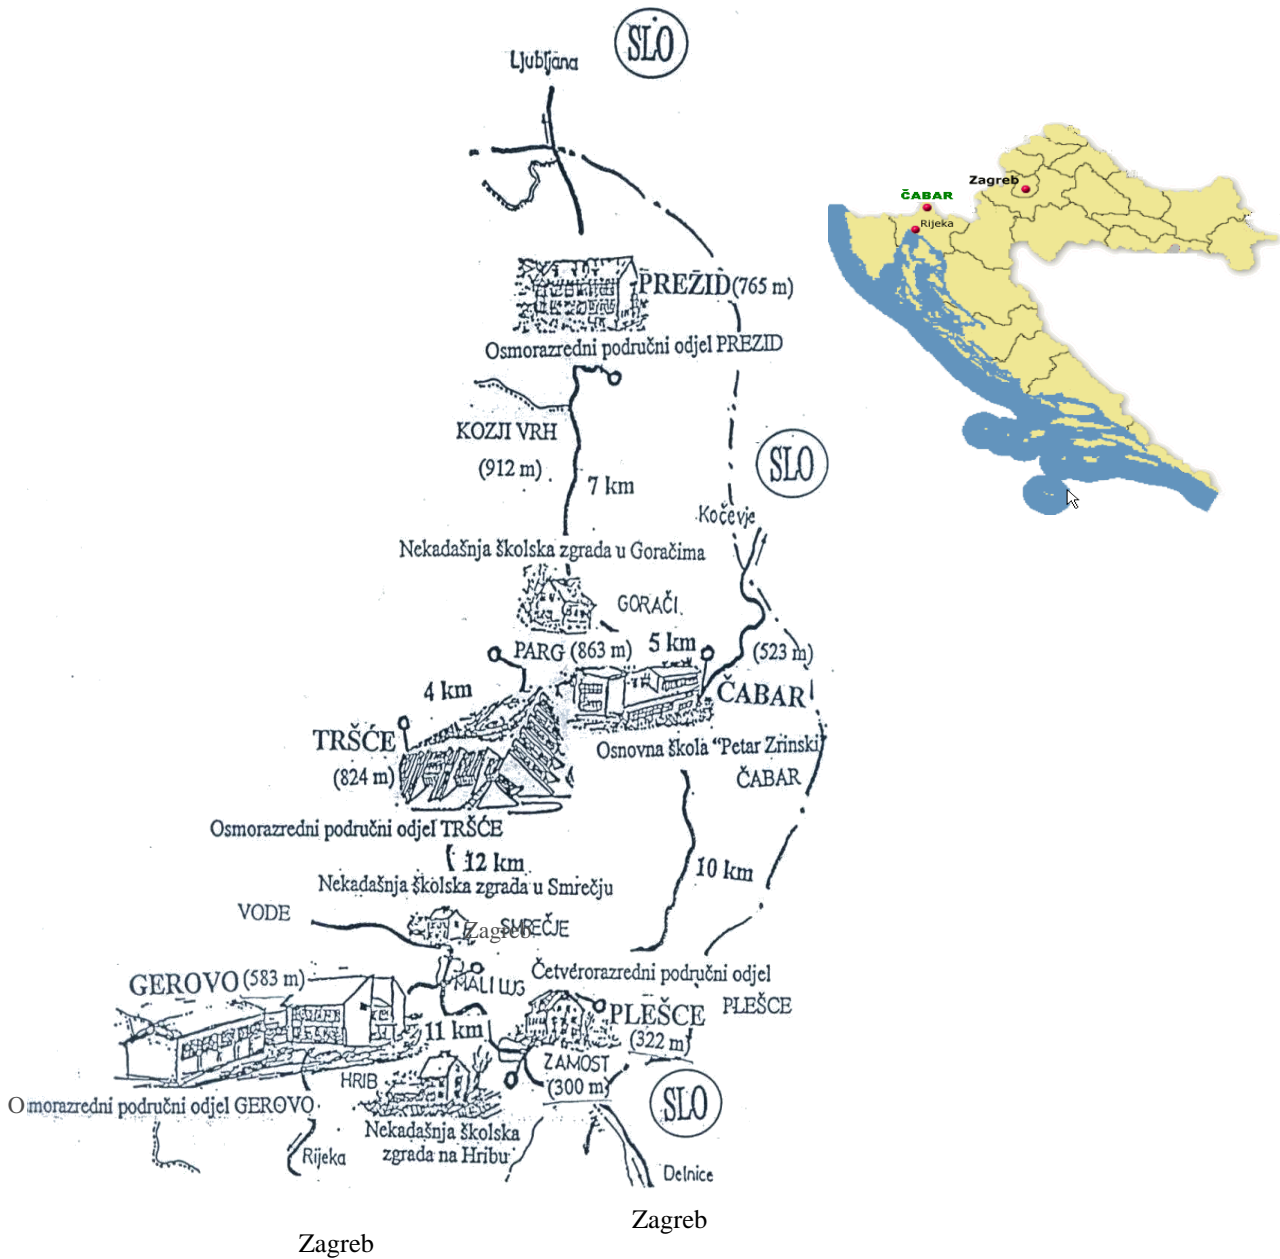 SLO
Ljubljana
Zagreb
ČABAR
Rijeka
PREZID (765 m)
Osmorazredni područni odjel PREZID
KOZJI VRH
(912 m)
7 km
SLO
Kočevje
Nekadašnja školska zgrada u Goračima
GORAČI
PARG (863 m)
5 km
(523 m)
4 km
ČABAR
TRŠĆE
(824 m)
Osnovna škola “Petar Zrinski”
ČABAR
Osmorazredni područni odjel TRŠĆE
12 km
10 km
Nekadašnja školska zgrada u Smrečju
VODE
SMREČJE
Zagreb
GEROVO (583 m)
MALI LUG
Četverorazredni područni odjel
PLEŠCE
PLEŠCE
(322 m)
11 km
ZAMOST
(300 m)
HRIB
SLO
Osmorazredni područni odjel GEROVO
Nekadašnja školska
zgrada na Hribu
Rijeka
Delnice
Zagreb
Zagreb